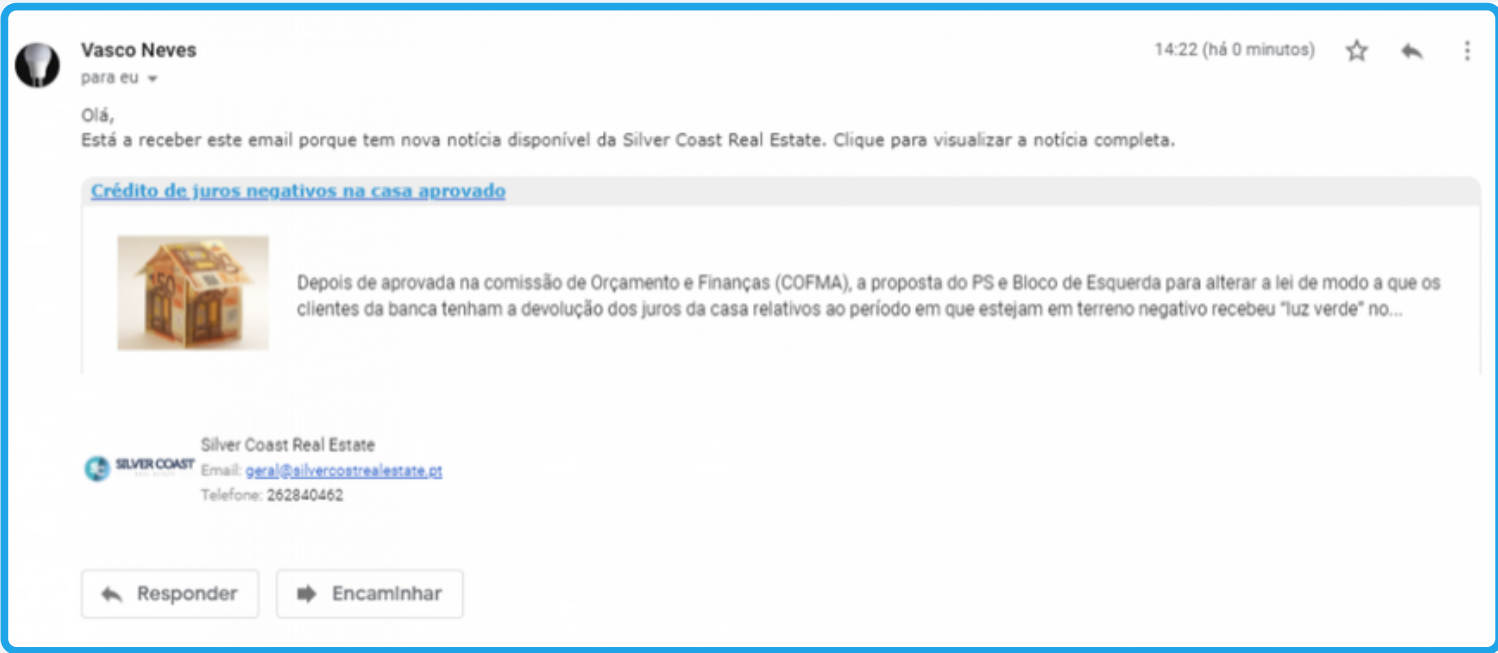 Vasco Neves
14:22 (há 0 minutos)
para eu
Olá,
Está a receber este email porque tem nova notícia disponível da Silver Coast Real Estate. Clique para visualizar a notícia completa.
Crédito de juros negativos na casa aprovado
Depois de aprovada na comissão de Orçamento e Finanças (COFMA), a proposta do PS e Bloco de Esquerda para alterar a lei de modo a que os
clientes da banca tenham a devolução dos juros da casa relativos ao período em que estejam em terreno negativo recebeu "luz verde" no...
Silver Coast Real Estate
SILVER COAST
Email: geral@silvercostrealestate.pt
Telefone: 262840462
Responder
Encaminhar